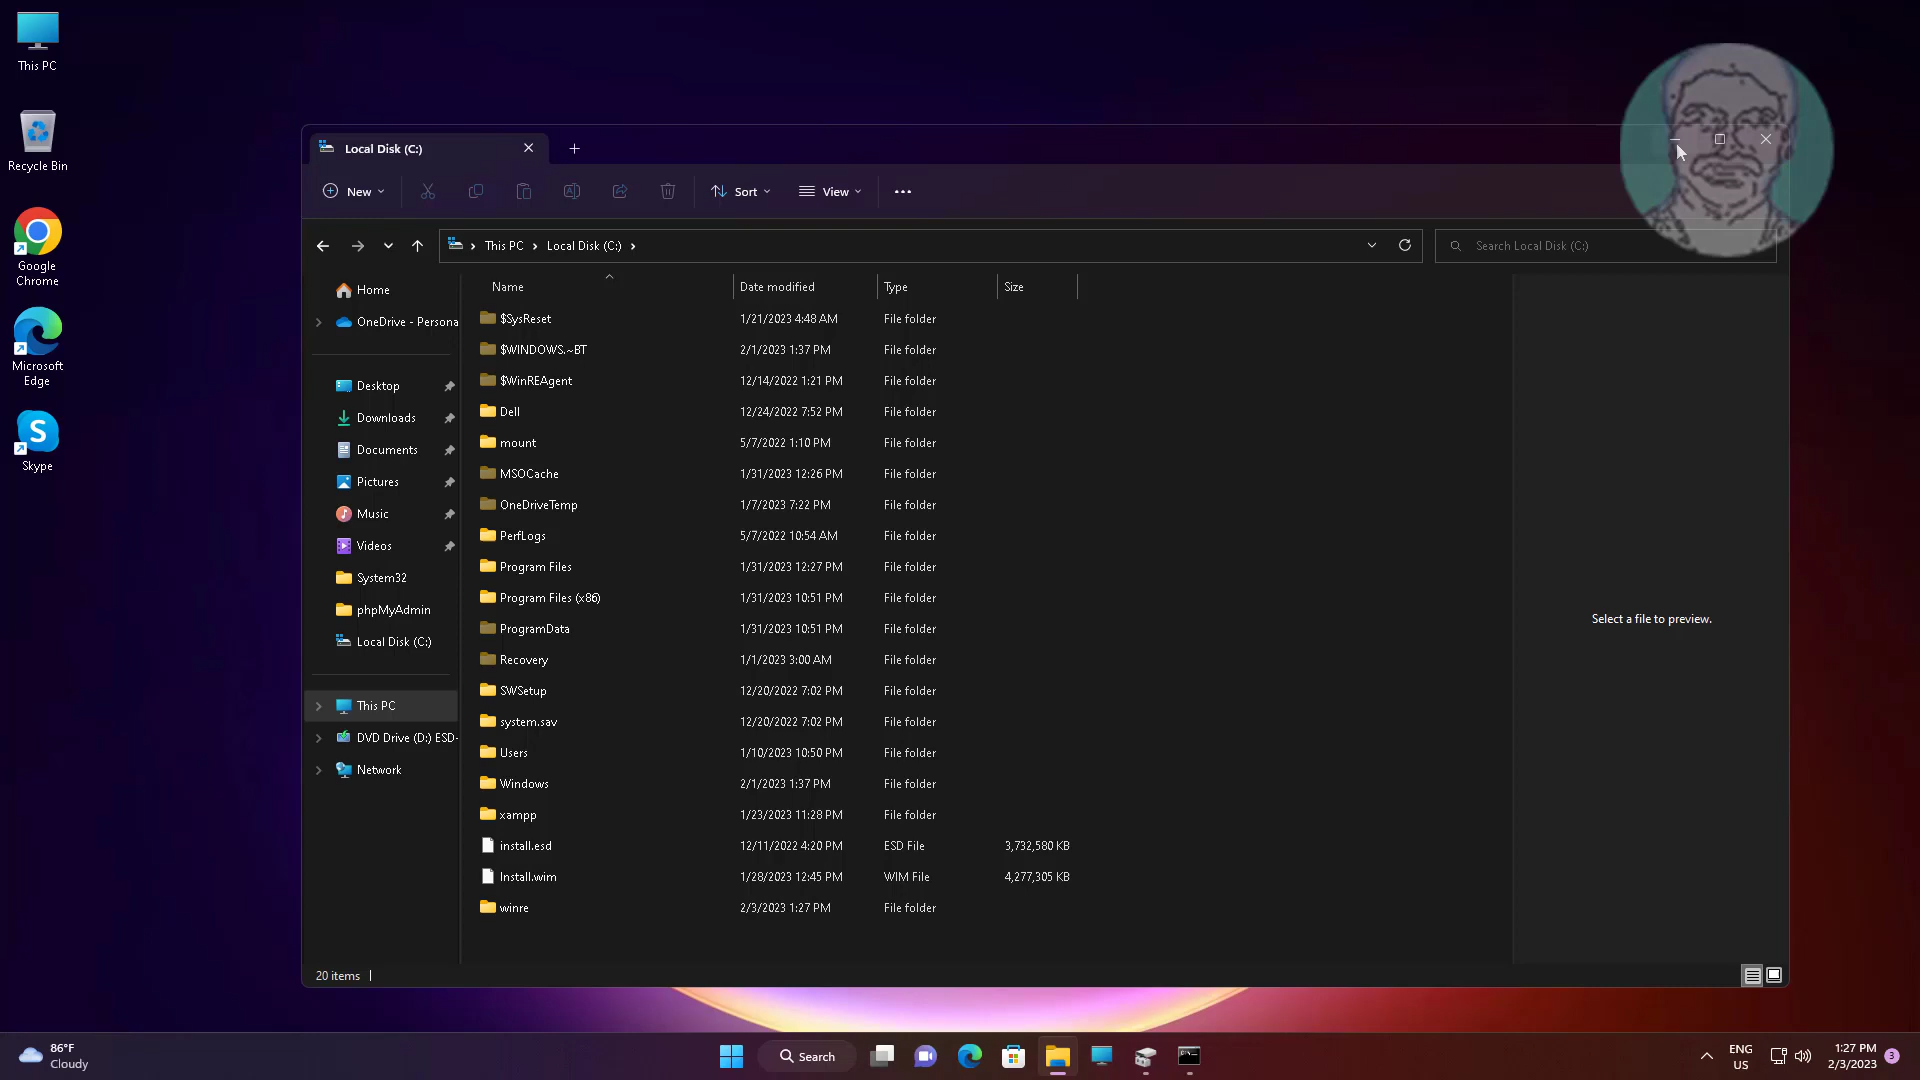 This PC
Recycle Bin
Google
Chrome
Microsoft
Edge
S
Skype
Local Disk (C:)
New
Sort
View
This PC
Local Disk (C:)
Search Local Disk (C:)
Home
OneDrive - Persona
Desktop
Downloads
Documents
Pictures
Music
Videos
System32
phpMyAdmin
Local Disk (C:)
This PC
DVD Drive (D:) ESD-
Network
Name Date modified Type Size
$SysReset 1/21/2023 4:48 AM File folder
$WINDOWS.~BT 2/1/2023 1:37 PM File folder
$WinREAgent 12/14/2022 1:21 PM File folder
Dell 12/24/2022 7:52 PM File folder
mount 5/7/2022 1:10 PM File folder
MSOCache 1/31/2023 12:26 PM File folder
OneDriveTemp 1/7/2023 7:22 PM File folder
PerfLogs 5/7/2022 10:54 AM File folder
Program Files 1/31/2023 12:27 PM File folder
Program Files (x86) 1/31/2023 10:51 PM File folder
ProgramData 1/31/2023 10:51 PM File folder
Recovery 1/1/2023 3:00 AM File folder
SWSetup 12/20/2022 7:02 PM File folder
system.sav 12/20/2022 7:02 PM File folder
Users 1/10/2023 10:50 PM File folder
Windows 2/1/2023 1:37 PM File folder
xampp 1/23/2023 11:28 PM File folder
install.esd 12/11/2022 4:20 PM ESD File 3,732,580 KB
Install.wim 1/28/2023 12:45 PM WIM File 4,277,305 KB
winre 2/3/2023 1:27 PM File folder
Select a file to preview.
20 items
86°F
Cloudy
Search
ENG
US
1:27 PM
2/3/2023
3